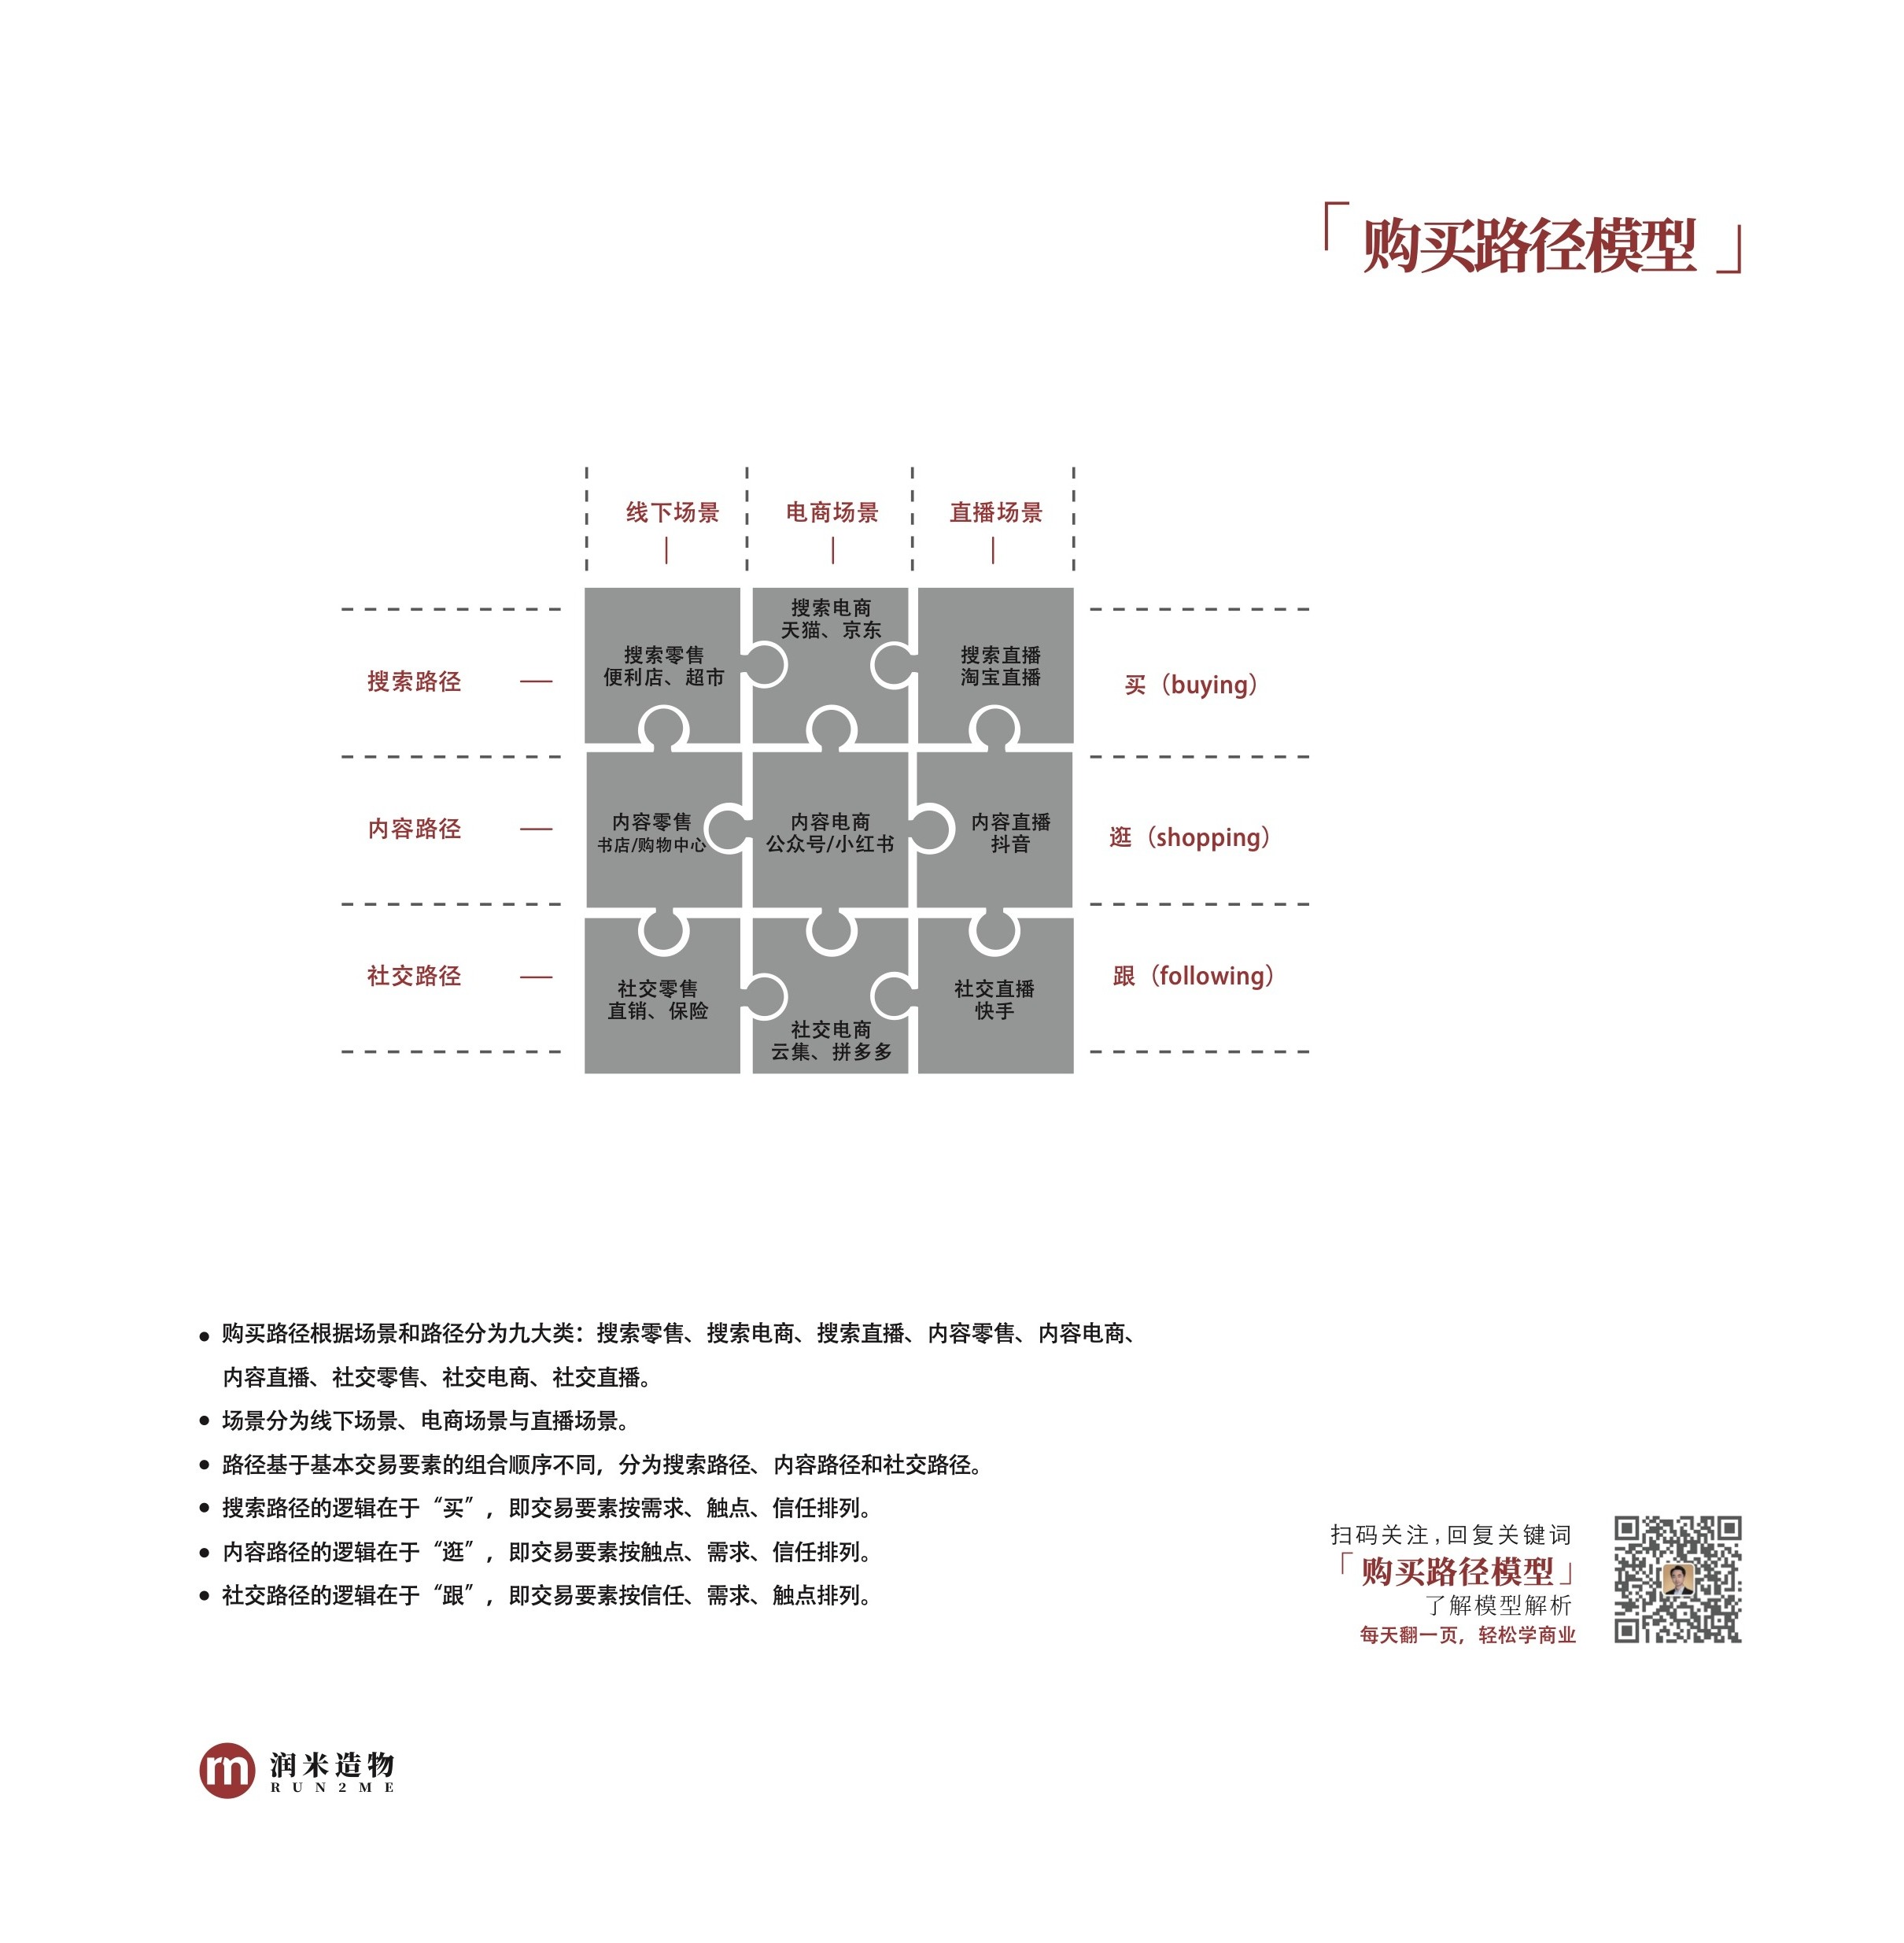 「购买路径模型」
线下场景 电商场景 直播场景
搜索路径
搜索零售
便利店、超市
搜索电商
天猫、京东
搜索直播
淘宝直播
买（buying）
内容路径
内容零售
书店/购物中心
内容电商
公众号/小红书
内容直播
抖音
逛（shopping）
社交路径
社交零售
直销、保险
社交电商
云集、拼多多
社交直播
快手
跟（following）
● 购买路径根据场景和路径分为九大类：搜索零售、搜索电商、搜索直播、内容零售、内容电商、
内容直播、社交零售、社交电商、社交直播。
● 场景分为线下场景、电商场景与直播场景。
● 路径基于基本交易要素的组合顺序不同，分为搜索路径、内容路径和社交路径。
● 搜索路径的逻辑在于“买”，即交易要素按需求、触点、信任排列。
● 内容路径的逻辑在于“逛”，即交易要素按触点、需求、信任排列。
● 社交路径的逻辑在于“跟”，即交易要素按信任、需求、触点排列。
扫码关注，回复关键词
「购买路径模型」
了解模型解析
每天翻一页，轻松学商业
m
润米造物
RUN2ME